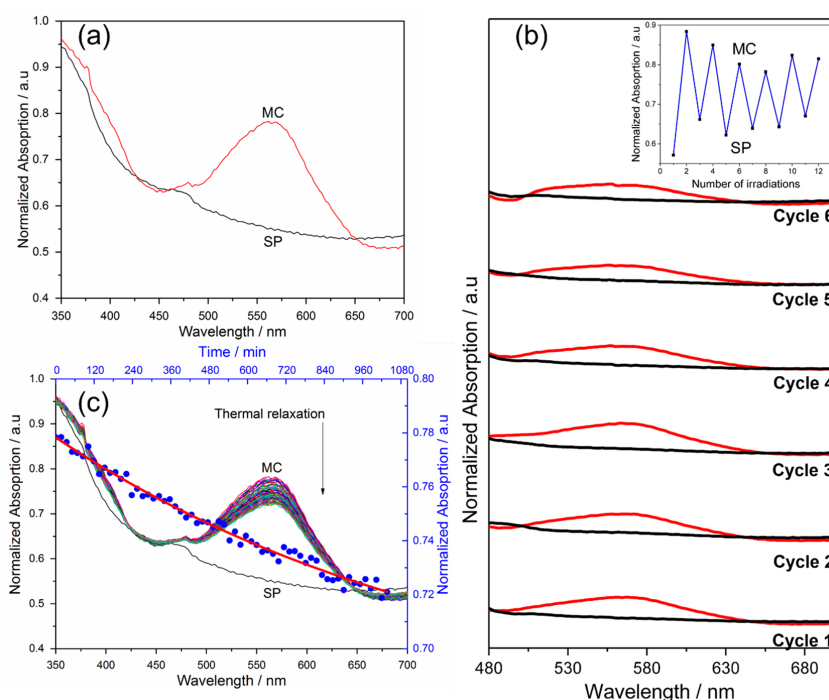 (a)
1.0
0.9
0.8
0.7
0.6
0.5
0.4
Normalized Absoprtion / a.u
MC
SP
350 400 450 500 550 600 650 700
Wavelength / nm
(b)
0.9
0.8
0.7
0.6
Normalized Absoprtion / a.u
MC
SP
0 2 4 6 8 10 12
Number of irradiations
Normalized Absorption / a.u
Cycle 6
Cycle 5
Cycle 4
Cycle 3
Cycle 2
Cycle 1
480 530 580 630 680
Wavelength / nm
Time / min
0 120 240 360 480 600 720 840 960 1080
(c)
1.0
0.9
0.8
0.7
0.6
0.5
0.4
Normalized Absoprtion / a.u
Thermal relaxation
MC
SP
0.80
0.78
0.76
0.74
0.72
0.70
Normalized Absoprtion / a.u
350 400 450 500 550 600 650 700
Wavelength / nm